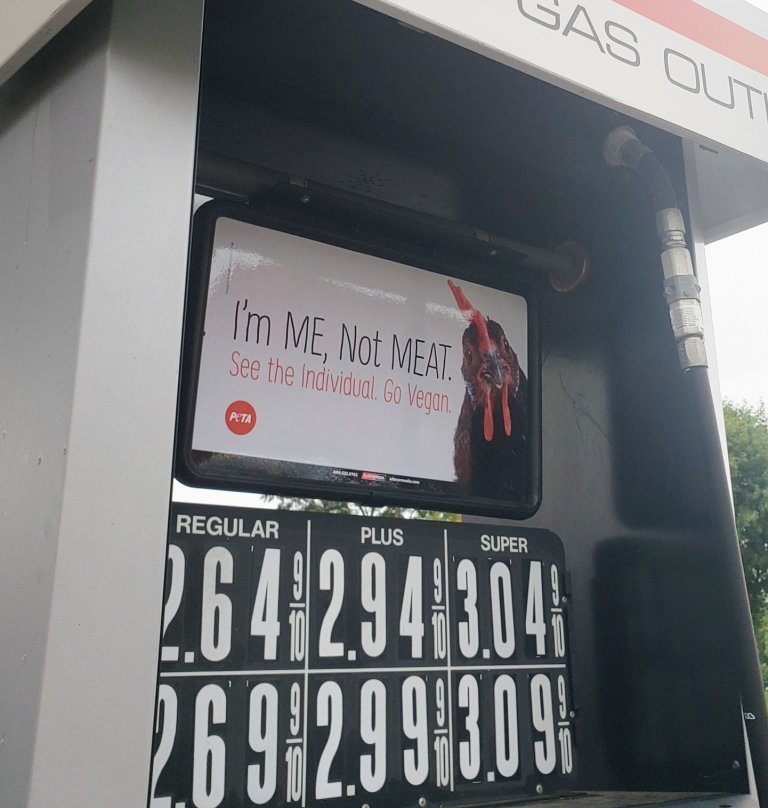 GAS
I'm ME, Not MEAT.
See the Individual. Go Vegan.
PeTA
REGULAR PLUS SUPER
2.64 9/10 2.94 9/10 3.04 9/10
2.69 9/10 2.99 9/10 3.09 9/10